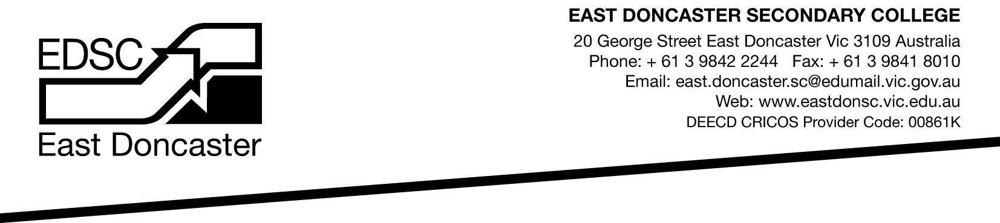 EDSC
East Doncaster
EAST DONCASTER SECONDARY COLLEGE
20 George Street East Doncaster Vic 3109 Australia
Phone: + 61 3 9842 2244 Fax: + 61 3 9841 8010
Email: east.doncaster.sc@edumail.vic.gov.au
Web: www.eastdonsc.vic.edu.au
DEECD CRICOS Provider Code: 00861K